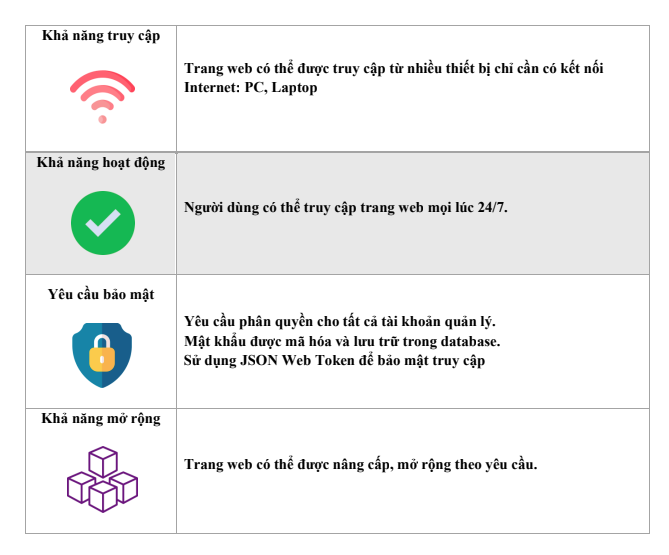 Khả năng truy cập
Trang web có thể được truy cập từ nhiều thiết bị chỉ cần có kết nối
Internet: PC, Laptop
Khả năng hoạt động
Người dùng có thể truy cập trang web mọi lúc 24/7.
Yêu cầu bảo mật
Yêu cầu phân quyền cho tất cả tài khoản quản lý.
Mật khẩu được mã hóa và lưu trữ trong database.
Sử dụng JSON Web Token để bảo mật truy cập
Khả năng mở rộng
Trang web có thể được nâng cấp, mở rộng theo yêu cầu.